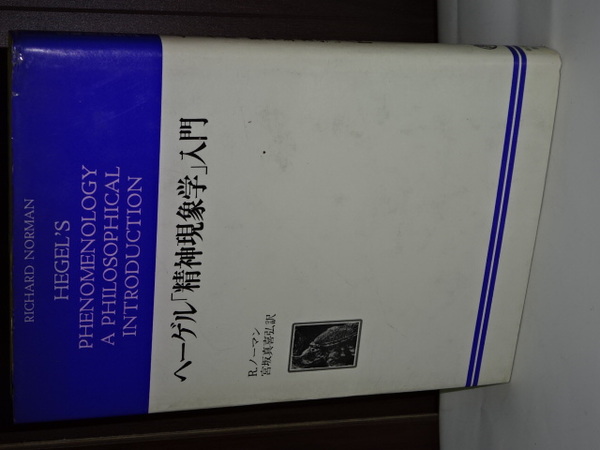 RICHARD NORMAN
HEGEL'S
PHENOMENOLOGY
A PHILOSOPHICAL
INTRODUCTION
ヘーゲル「精神現象学」入門
R.ノーマン
宮坂真喜弘訳